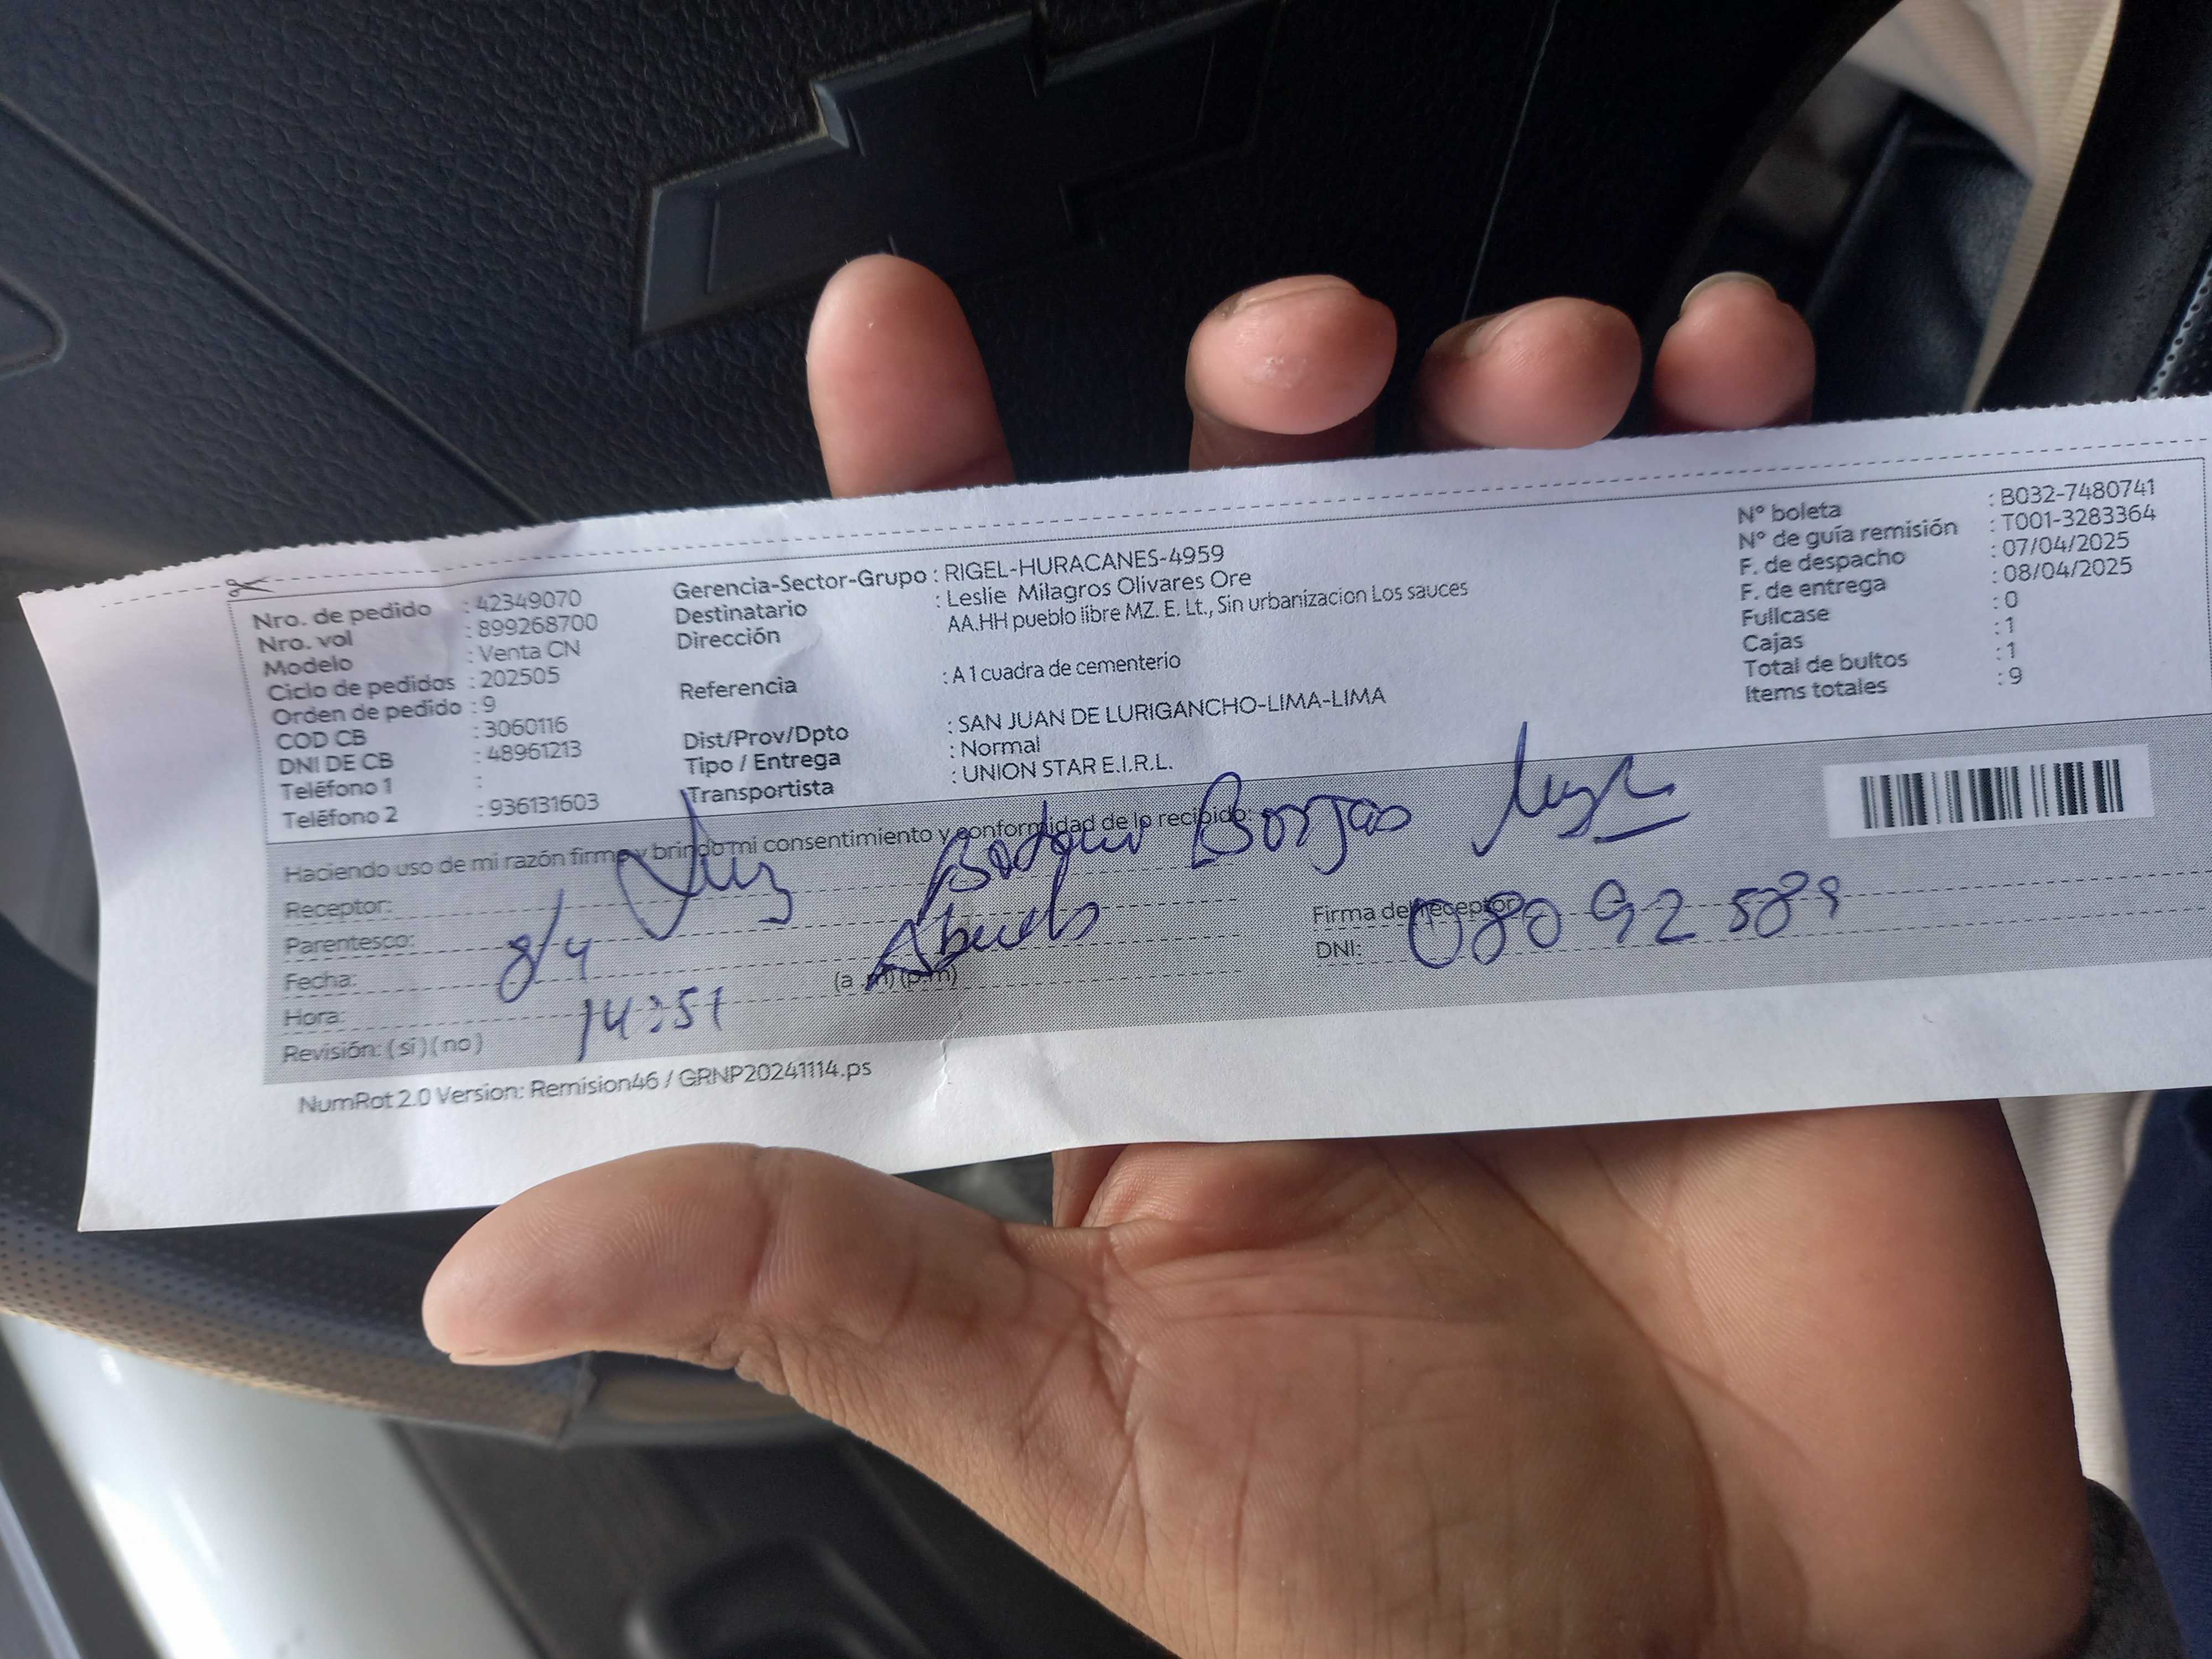 Nro. de pedido : 42349070
Nro. vol : 899268700
Modelo : Venta CN
Ciclo de pedidos : 202505
Orden de pedido : 9
COD CB : 3060116
DNI DE CB : 48961213
Teléfono 1 :
Teléfono 2 : 936131603
Gerencia-Sector-Grupo : RIGEL-HURACANES-4959
Destinatario : Leslie Milagros Olivares Ore
Dirección AA.HH pueblo libre MZ. E. Lt., Sin urbanizacion Los sauces
Referencia : A 1 cuadra de cementerio
Dist/Prov/Dpto : SAN JUAN DE LURIGANCHO-LIMA-LIMA
Tipo / Entrega : Normal
Transportista : UNION STAR E.I.R.L.
N° boleta : B032-7480741
N° de guía remisión : T001-3283364
F. de despacho : 07/04/2025
F. de entrega : 08/04/2025
Fullcase : 0
Cajas : 1
Total de bultos : 1
Items totales : 9
Haciendo uso de mi razón firmo y brindo mi consentimiento y conformidad de lo recibido:
Receptor: Luz Borjas
Parentesco: Abuela
Fecha: 8/4
Hora: 14:51 (a.m)(p.m)
Revisión: (si) (no)
Firma del receptor
DNI: 08092589
NumRot 2.0 Version: Remision46 / GRNP20241114.ps